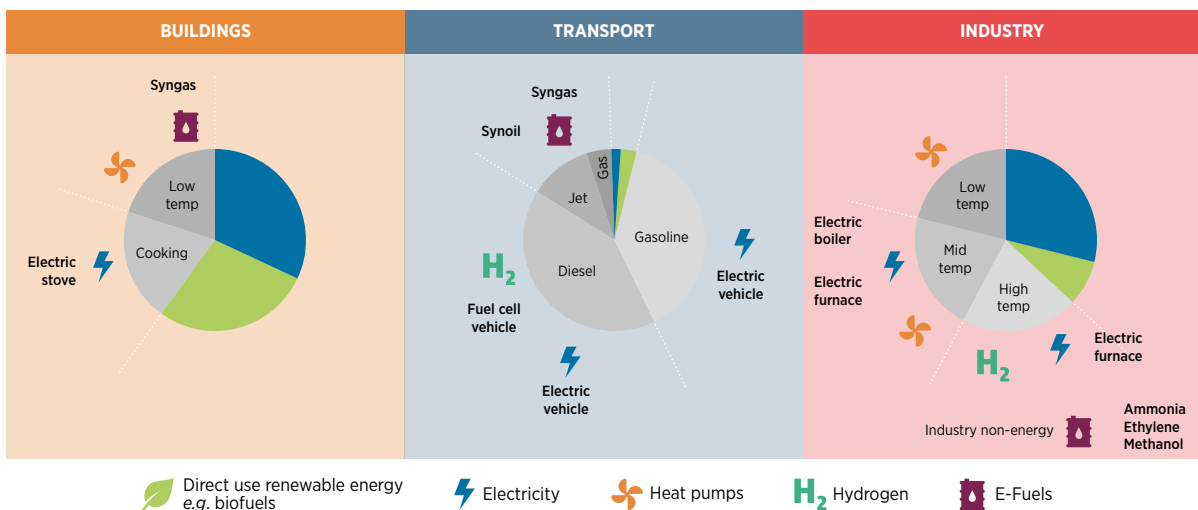 BUILDINGS
Syngas
Low
temp
Cooking
Electric
stove
TRANSPORT
Syngas
Synoil
Gas
Jet
Gasoline
Diesel
H2
Fuel cell
vehicle
Electric
vehicle
Electric
vehicle
INDUSTRY
Low
temp
Electric
boiler
Mid
temp
Electric
furnace
High
temp
Electric
furnace
H2
Industry non-energy
Ammonia
Ethylene
Methanol
Direct use renewable energy
e.g. biofuels
Electricity
Heat pumps
H2 Hydrogen
E-Fuels